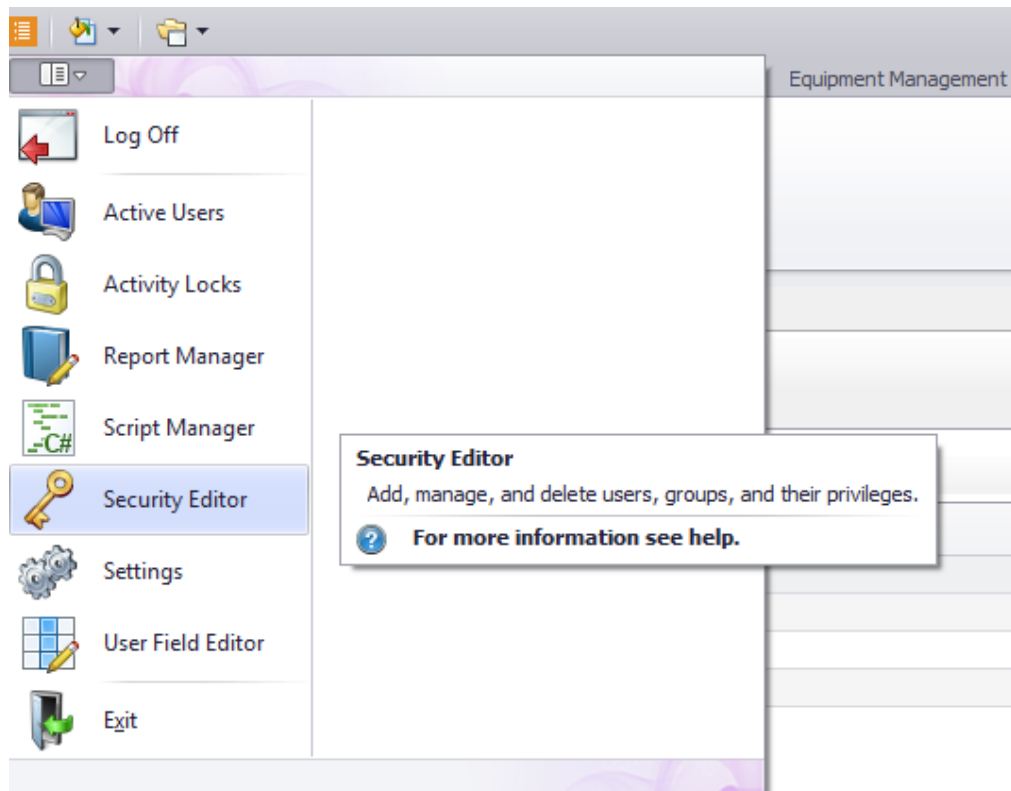 Equipment Management
Log Off
Active Users
Activity Locks
Report Manager
C#
Script Manager
Security Editor
Security Editor
Add, manage, and delete users, groups, and their privileges.
? For more information see help.
Settings
User Field Editor
Exit